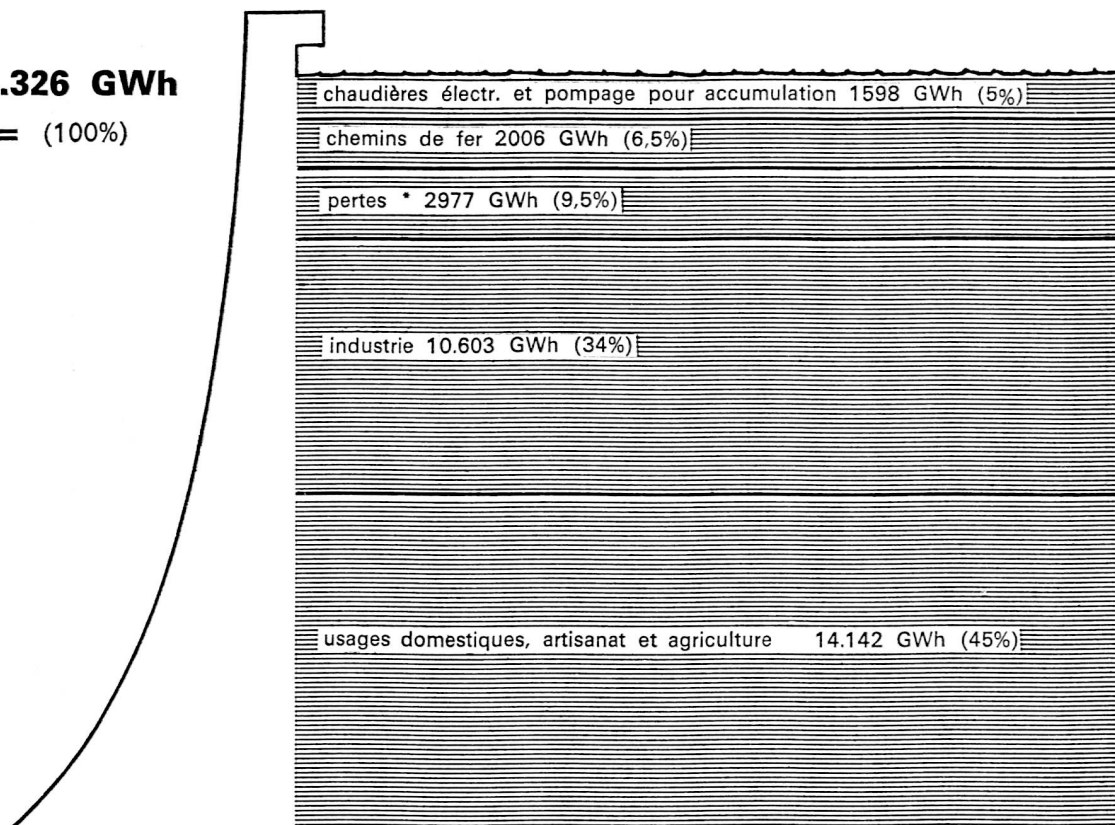 .326 GWh
= (100%)
chaudières électr. et pompage pour accumulation 1598 GWh (5%)
chemins de fer 2006 GWh (6,5%)
pertes * 2977 GWh (9,5%)
industrie 10.603 GWh (34%)
usages domestiques, artisanat et agriculture 14.142 GWh (45%)